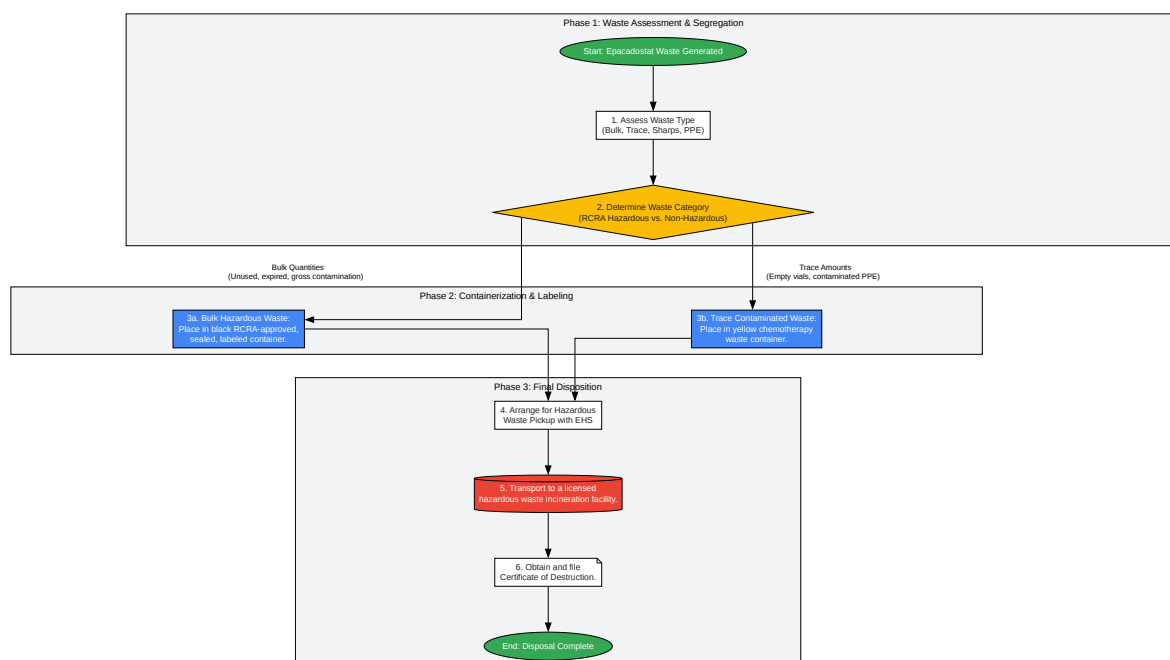 Phase 1: Waste Assessment & Segregation
Start: Epacadostat Waste Generated
1. Assess Waste Type
(Bulk, Trace, Sharps, PPE)
2. Determine Waste Category
(RCRA Hazardous vs. Non-Hazardous)
Bulk Quantities
(Unused, expired, gross contamination)
Trace Amounts
(Empty vials, contaminated PPE)
Phase 2: Containerization & Labeling
3a. Bulk Hazardous Waste:
Place in black RCRA-approved,
sealed, labeled container.
3b. Trace Contaminated Waste:
Place in yellow chemotherapy
waste container.
Phase 3: Final Disposition
4. Arrange for Hazardous
Waste Pickup with EHS
5. Transport to a licensed
hazardous waste incineration facility.
6. Obtain and file
Certificate of Destruction.
End: Disposal Complete